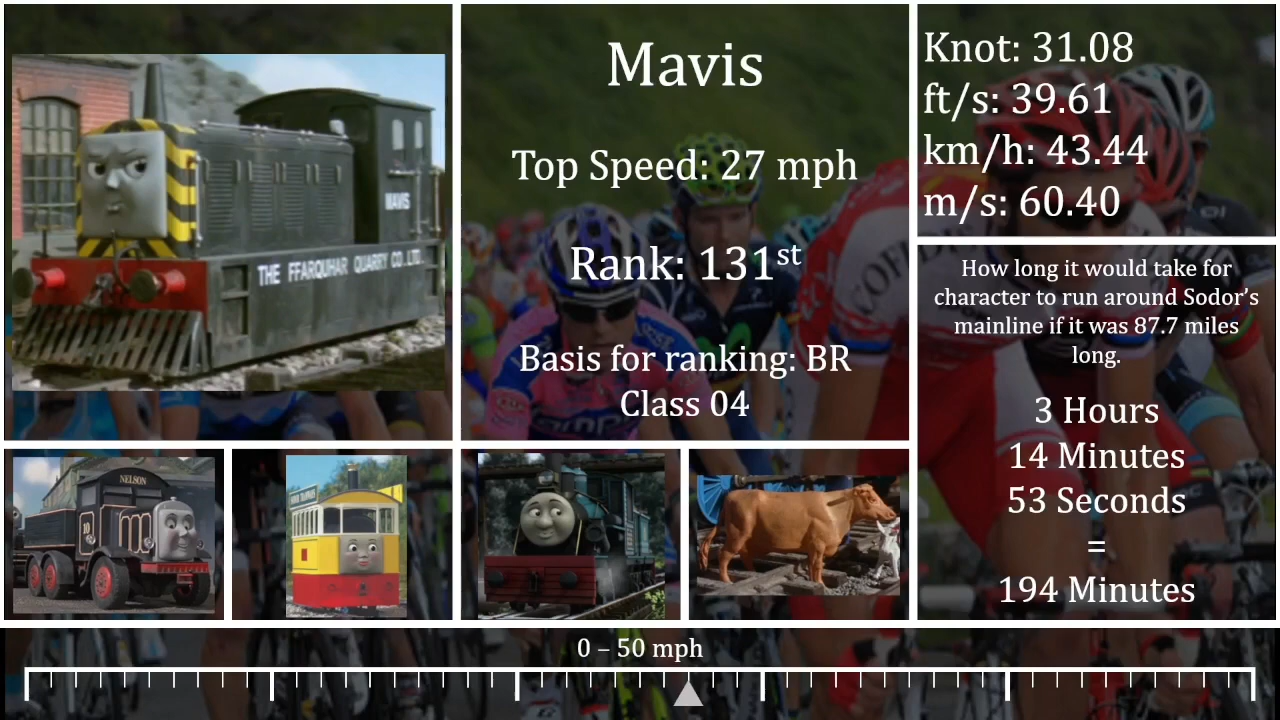 Mavis
Top Speed: 27 mph
Rank: 131st
Basis for ranking: BR
Class 04
Knot: 31.08
ft/s: 39.61
km/h: 43.44
m/s: 60.40
How long it would take for
character to run around Sodor's
mainline if it was 87.7 miles
long.
3 Hours
14 Minutes
53 Seconds
=
194 Minutes
MAVIS
THE FFARQUHAR QUARRY CO. LTD.
NELSON
10
0 – 50 mph